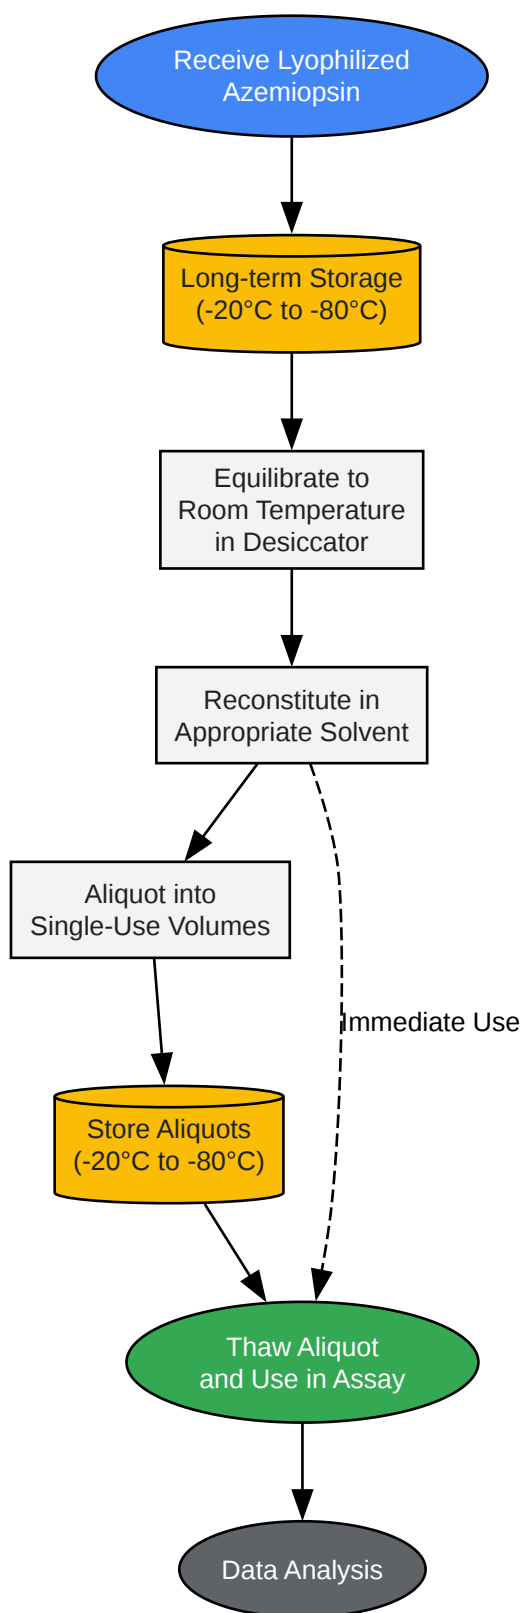 Receive Lyophilized
Azemiopsin
Long-term Storage
(-20°C to -80°C)
Equilibrate to
Room Temperature
in Desiccator
Reconstitute in
Appropriate Solvent
Aliquot into
Single-Use Volumes
Immediate Use
Store Aliquots
(-20°C to -80°C)
Thaw Aliquot
and Use in Assay
Data Analysis